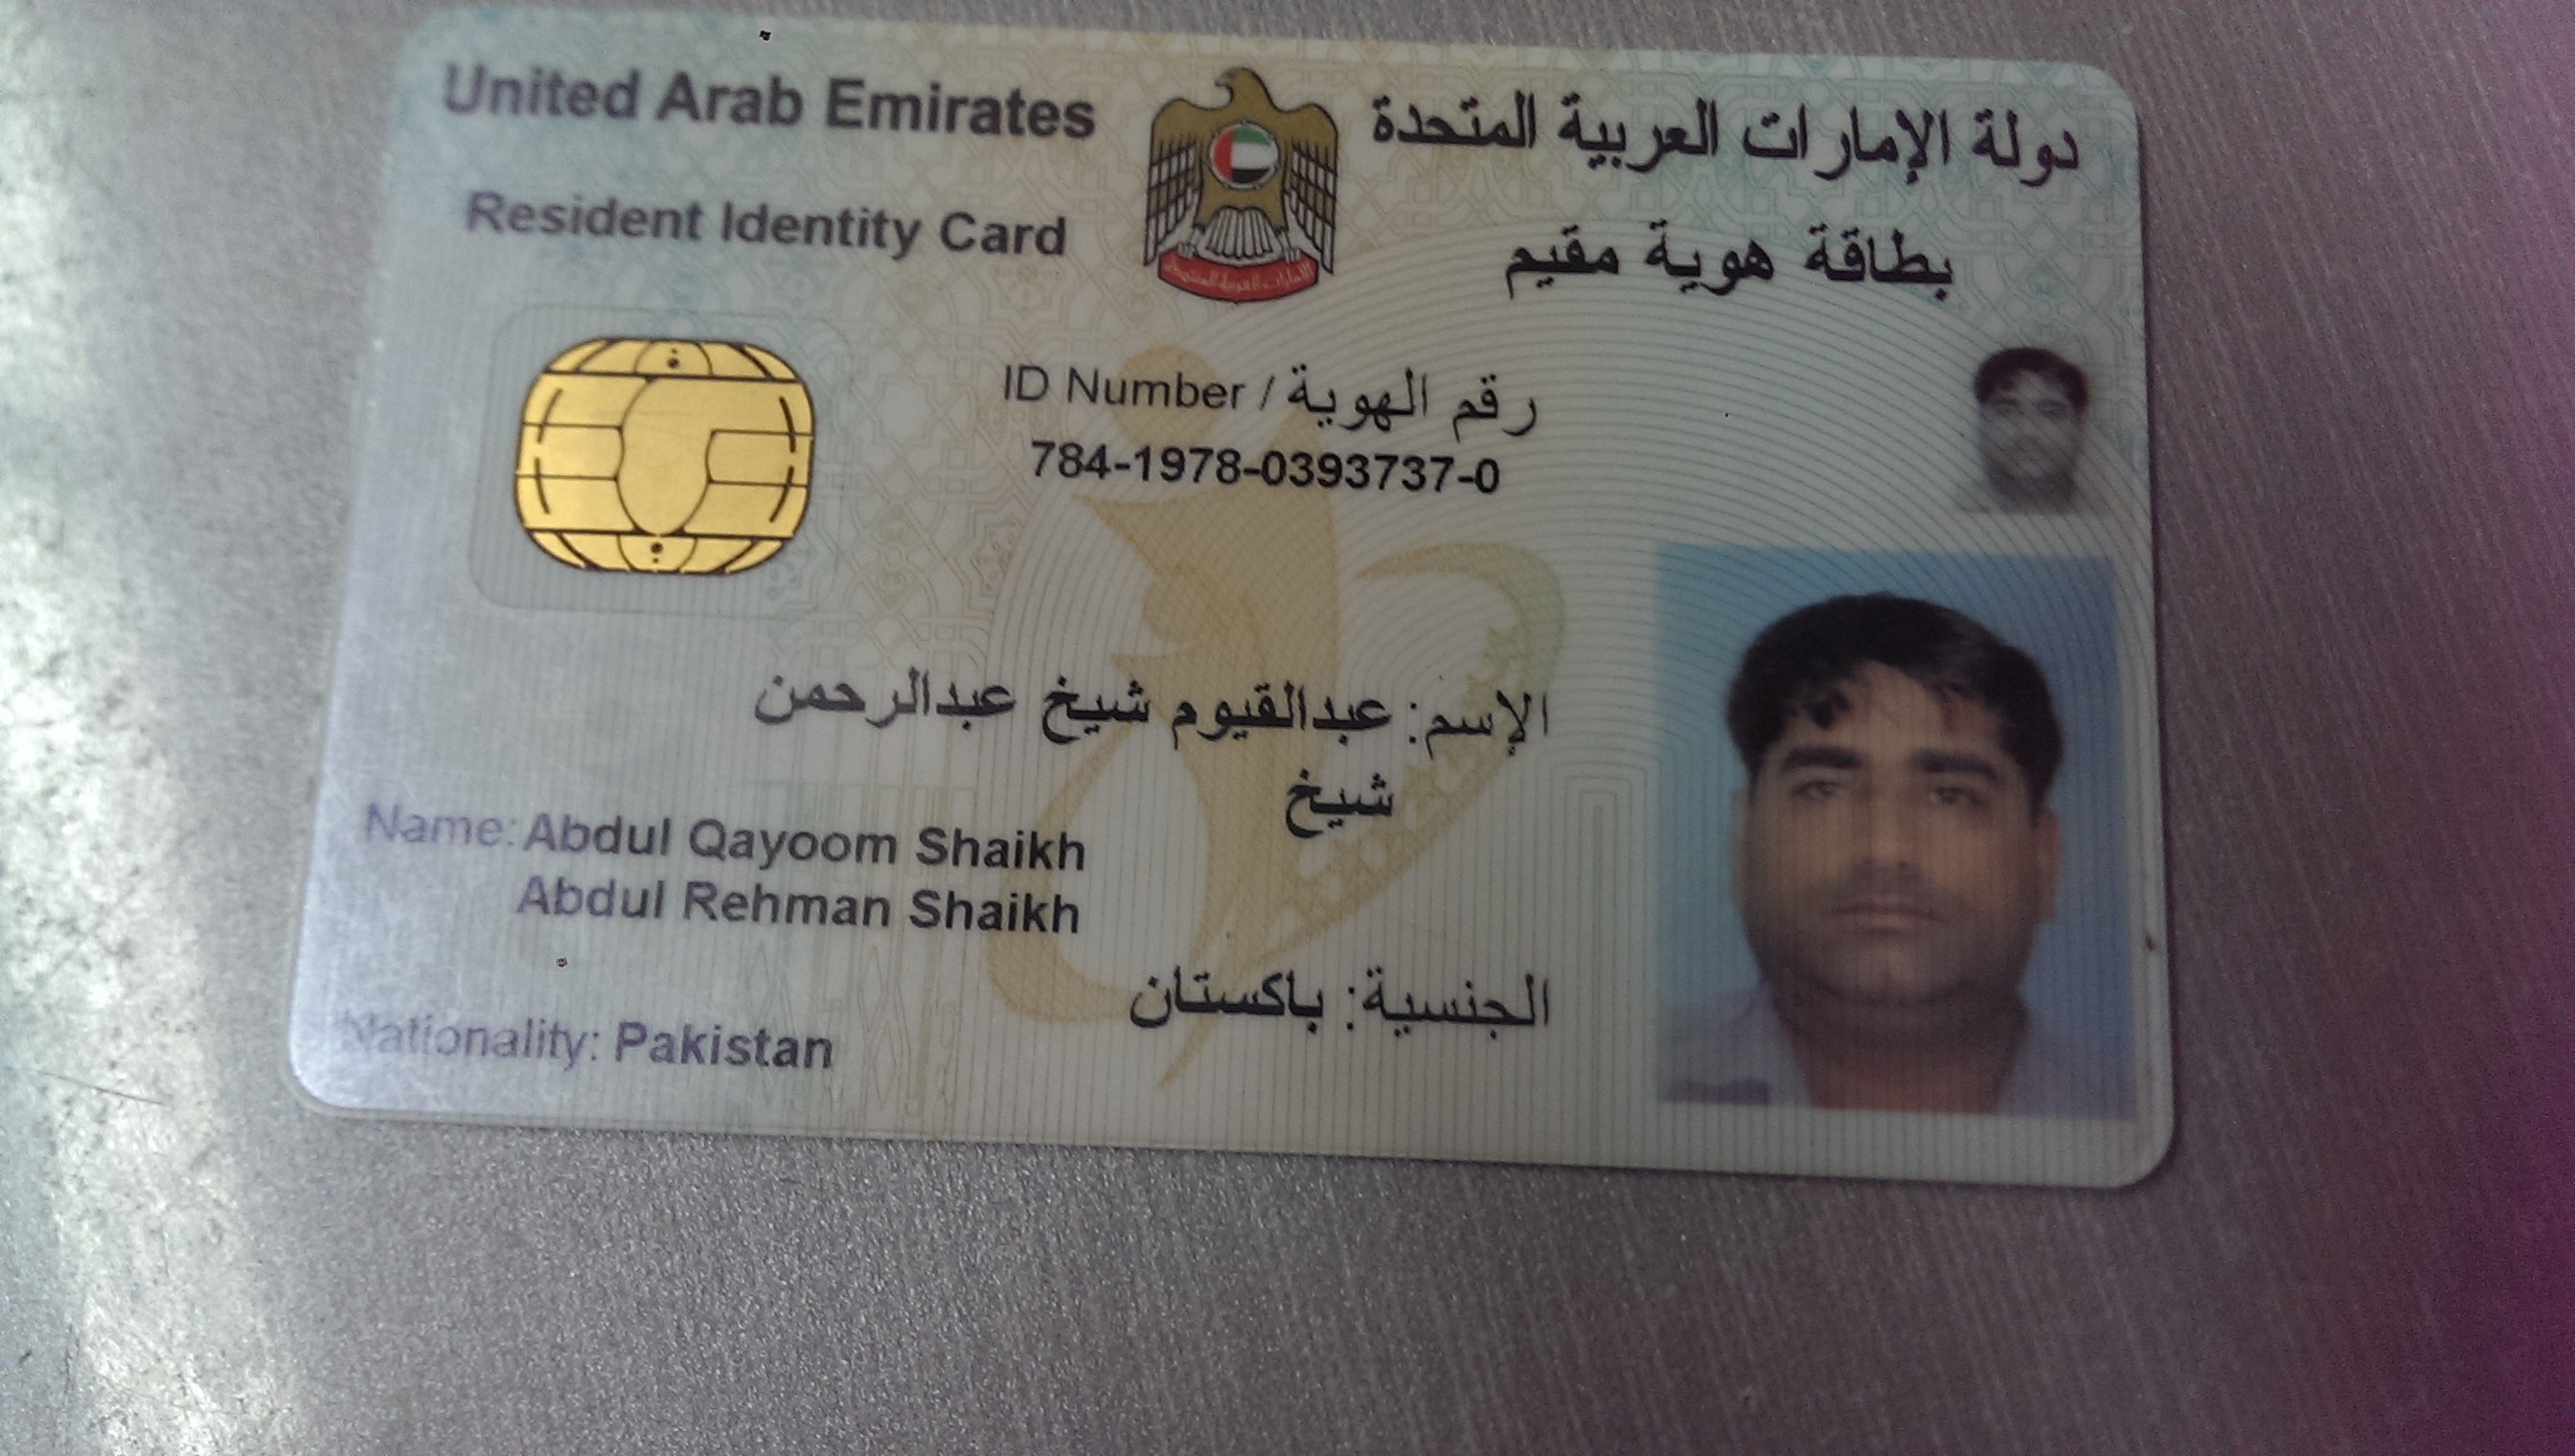 United Arab Emirates
دولة الإمارات العربية المتحدة
Resident Identity Card
بطاقة هوية مقيم
ID Number / رقم الهوية
784-1978-0393737-0
الإسم: عبدالقيوم شيخ عبدالرحمن
شيخ
Name: Abdul Qayoom Shaikh
Abdul Rehman Shaikh
الجنسية: باكستان
Nationality: Pakistan